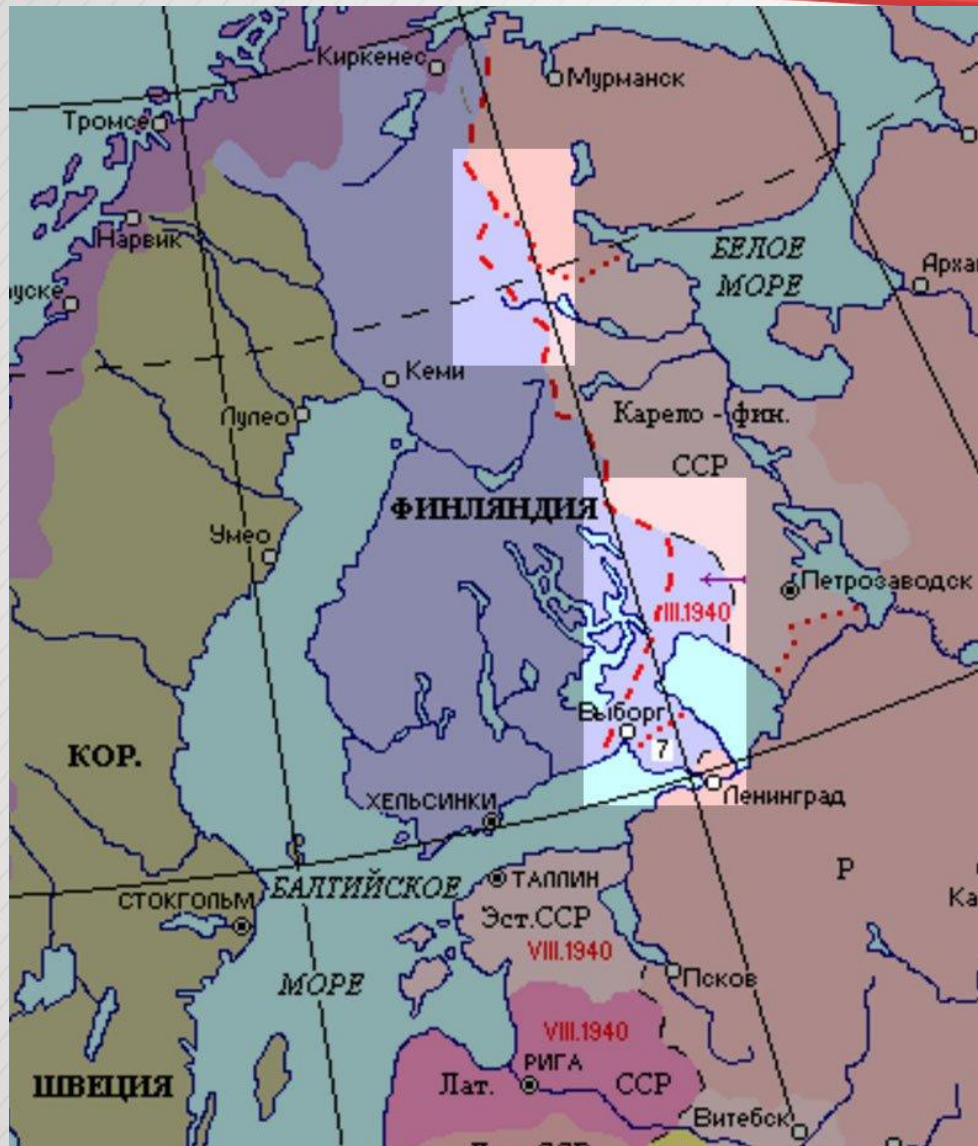 Киркенес
Мурманск
Тромсе
Нарвик
БЕЛОЕ
МОРЕ
Кеми
Лулео
Карело - фин.
ССР
ФИНЛЯНДИЯ
Умео
Петрозаводск
III.1940
Выборг
7
КОР.
ХЕЛЬСИНКИ
Ленинград
Р
БАЛТИЙСКОЕ
ТАЛЛИН
СТОКГОЛЬМ
Эст.ССР
VIII.1940
МОРЕ
Псков
VIII.1940
РИГА
ШВЕЦИЯ
Лат. ССР
Витебск